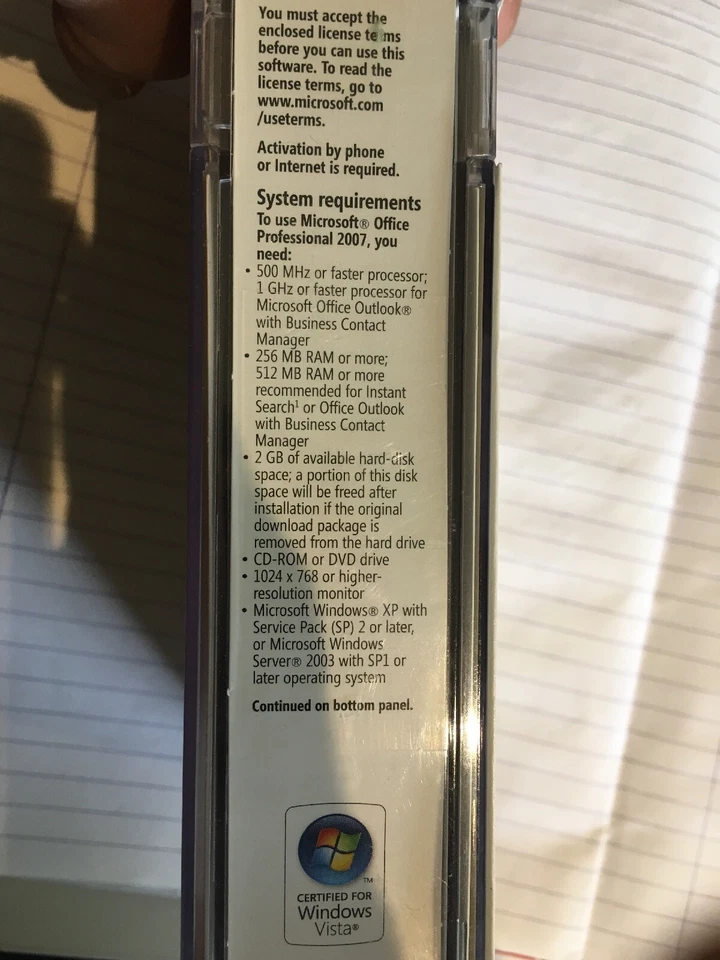 You must accept the
enclosed license terms
before you can use this
software. To read the
license terms, go to
www.microsoft.com
/useterms.
Activation by phone
or Internet is required.
System requirements
To use Microsoft® Office
Professional 2007, you
need:
• 500 MHz or faster processor;
1 GHz or faster processor for
Microsoft Office Outlook®
with Business Contact
Manager
• 256 MB RAM or more;
512 MB RAM or more
recommended for Instant
Search¹ or Office Outlook
with Business Contact
Manager
• 2 GB of available hard-disk
space; a portion of this disk
space will be freed after
installation if the original
download package is
removed from the hard drive
• CD-ROM or DVD drive
• 1024 x 768 or higher-
resolution monitor
• Microsoft Windows® XP with
Service Pack (SP) 2 or later,
or Microsoft Windows
Server® 2003 with SP1 or
later operating system
Continued on bottom panel.
TM
CERTIFIED FOR
Windows
Vista®